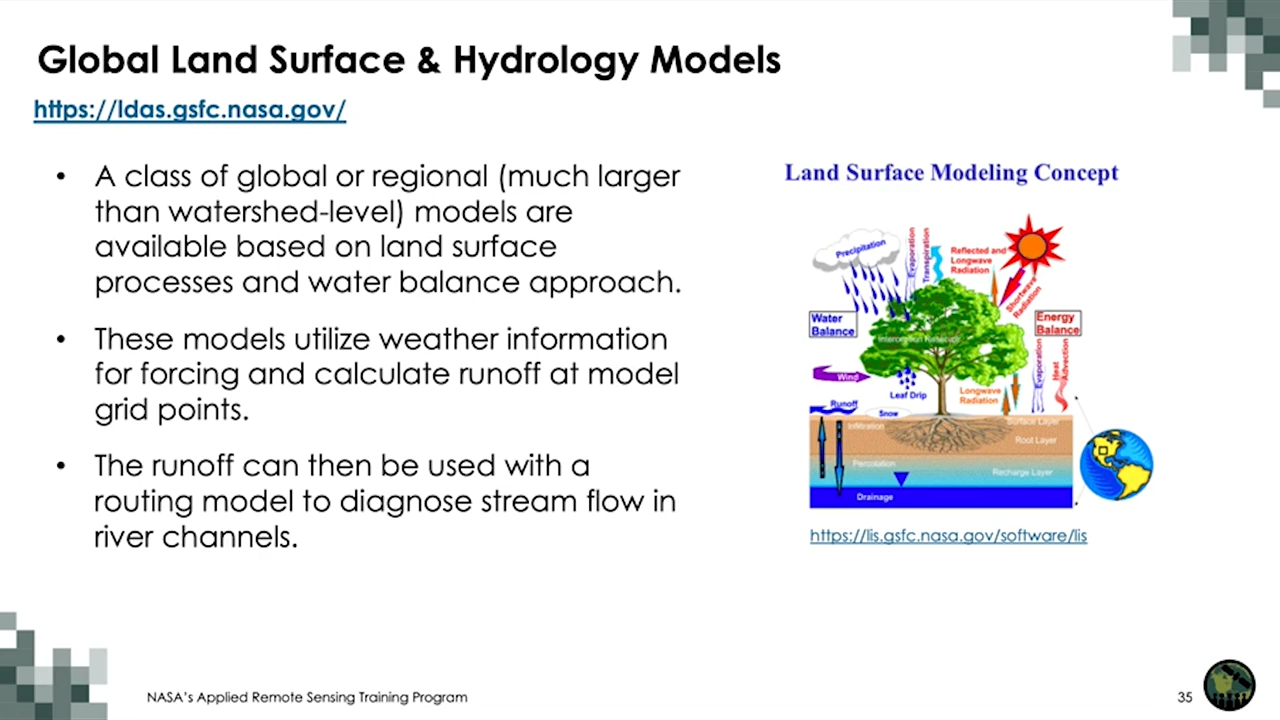 Global Land Surface & Hydrology Models
https://ldas.gsfc.nasa.gov/
• A class of global or regional (much larger
than watershed-level) models are
available based on land surface
processes and water balance approach.
• These models utilize weather information
for forcing and calculate runoff at model
grid points.
• The runoff can then be used with a
routing model to diagnose stream flow in
river channels.
Land Surface Modeling Concept
Precipitation
Evaporation
Transpiration
Reflected and
Longwave
Radiation
Shortwave
Radiation
Water
Balance
Energy
Balance
Interception Reservoir
Evaporation
Heat
Advection
Wind
Leaf Drip
Longwave
Radiation
Runoff
Snow
Infiltration
Surface Layer
Root Layer
Percolation
Recharge Layer
Drainage
https://lis.gsfc.nasa.gov/software/lis
NASA's Applied Remote Sensing Training Program
35